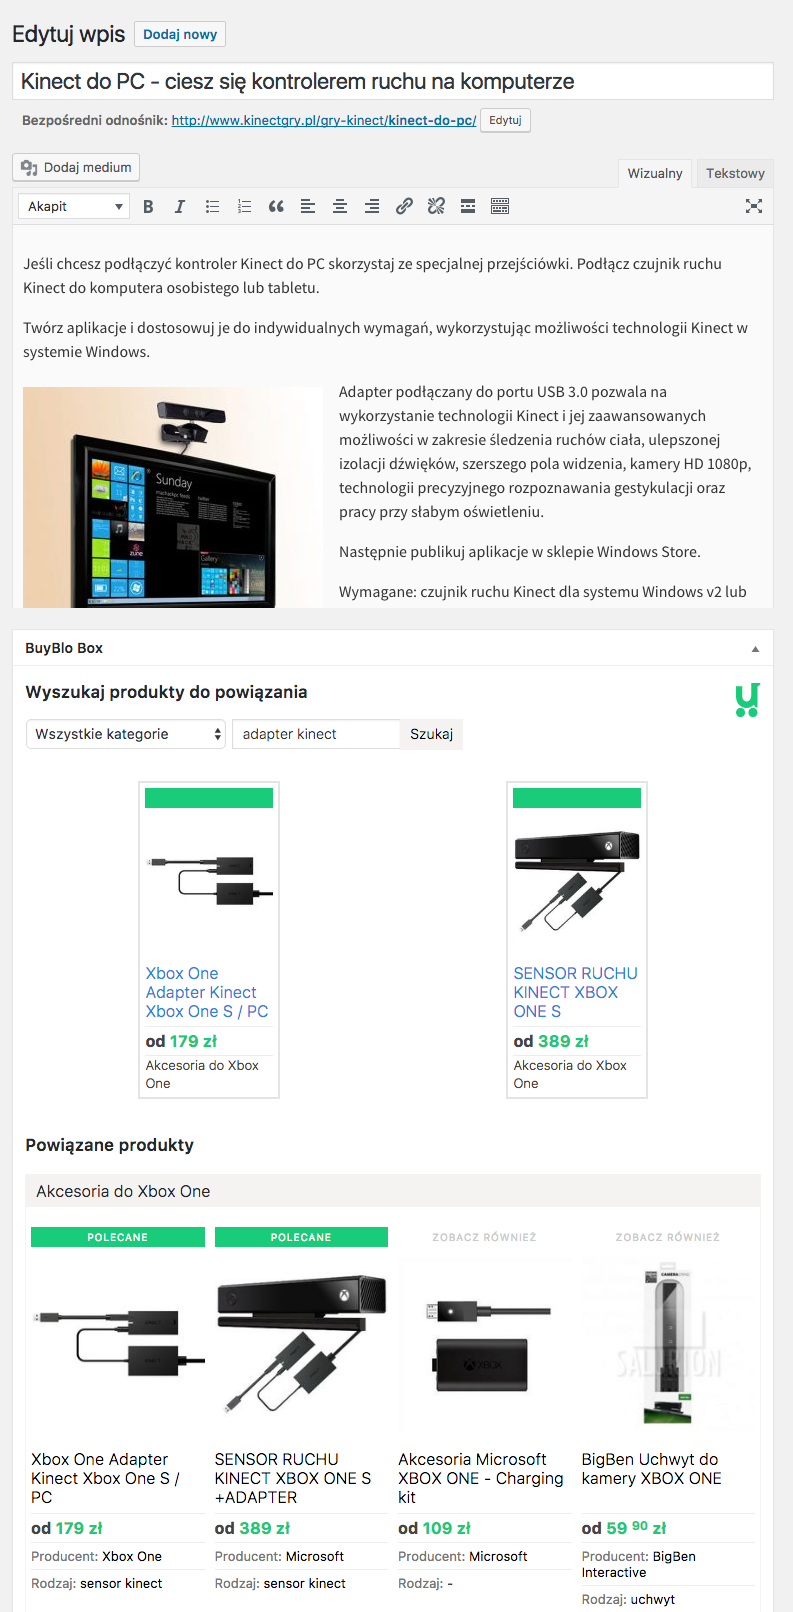 Edytuj wpis Dodaj nowy
Kinect do PC - ciesz się kontrolerem ruchu na komputerze
Bezpośredni odnośnik: http://www.kinectgry.pl/gry-kinect/kinect-do-pc/ Edytuj
Dodaj medium
Wizualny Tekstowy
Akapit
Jeśli chcesz podłączyć kontroler Kinect do PC skorzystaj ze specjalnej przejściówki. Podłącz czujnik ruchu
Kinect do komputera osobistego lub tabletu.
Twórz aplikacje i dostosowuj je do indywidualnych wymagań, wykorzystując możliwości technologii Kinect w
systemie Windows.
Adapter podłączany do portu USB 3.0 pozwala na
wykorzystanie technologii Kinect i jej zaawansowanych
możliwości w zakresie śledzenia ruchów ciała, ulepszonej
izolacji dźwięków, szerszego pola widzenia, kamery HD 1080p,
technologii precyzyjnego rozpoznawania gestykulacji oraz
pracy przy słabym oświetleniu.
Następnie publikuj aplikacje w sklepie Windows Store.
Wymagane: czujnik ruchu Kinect dla systemu Windows v2 lub
Sunday
Gallery
zune
BuyBlo Box
Wyszukaj produkty do powiązania
Wszystkie kategorie adapter kinect Szukaj
Xbox One
Adapter Kinect
Xbox One S / PC
od 179 zł
Akcesoria do Xbox
One
SENSOR RUCHU
KINECT XBOX
ONE S
od 389 zł
Akcesoria do Xbox
One
Powiązane produkty
Akcesoria do Xbox One
POLECANE
Xbox One Adapter
Kinect Xbox One S /
PC
od 179 zł
Producent: Xbox One
Rodzaj: sensor kinect
POLECANE
SENSOR RUCHU
KINECT XBOX ONE S
+ADAPTER
od 389 zł
Producent: Microsoft
Rodzaj: sensor kinect
ZOBACZ RÓWNIEŻ
XBOX
Akcesoria Microsoft
XBOX ONE - Charging
kit
od 109 zł
Producent: Microsoft
Rodzaj: -
ZOBACZ RÓWNIEŻ
BigBen Uchwyt do
kamery XBOX ONE
od 59 90 zł
Producent: BigBen
Interactive
Rodzaj: uchwyt